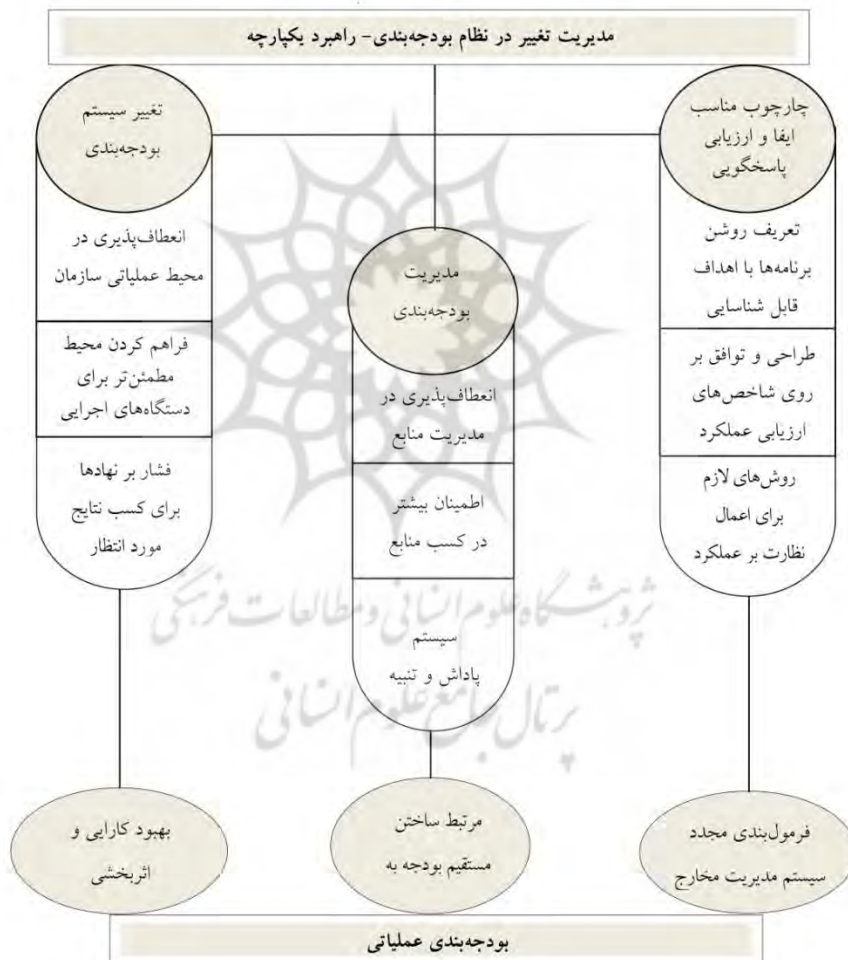 مدیریت تغییر در نظام بودجه‌بندی- راهبرد یکپارچه
چارچوب مناسب
ایفا و ارزیابی
پاسخگویی
تعریف روشن
برنامه‌ها با اهداف
قابل شناسایی
طراحی و توافق بر
روی شاخص‌های
ارزیابی عملکرد
روش‌های لازم
برای اعمال
نظارت بر عملکرد
فرمول‌بندی مجدد
سیستم مدیریت مخارج
مدیریت
بودجه‌بندی
انعطاف‌پذیری در
مدیریت منابع
اطمینان بیشتر
در کسب منابع
سیستم
پاداش و تنبیه
مرتبط ساختن
مستقیم بودجه به
تغییر سیستم
بودجه‌بندی
انعطاف‌پذیری در
محیط عملیاتی سازمان
فراهم کردن محیط
مطمئن‌تر برای
دستگاه‌های اجرایی
فشار بر نهادها
برای کسب نتایج
مورد انتظار
بهبود کارایی و
اثربخشی
بودجه‌بندی عملیاتی
پژوهشگاه علوم انسانی و مطالعات فرهنگی
پرتال جامع علوم انسانی